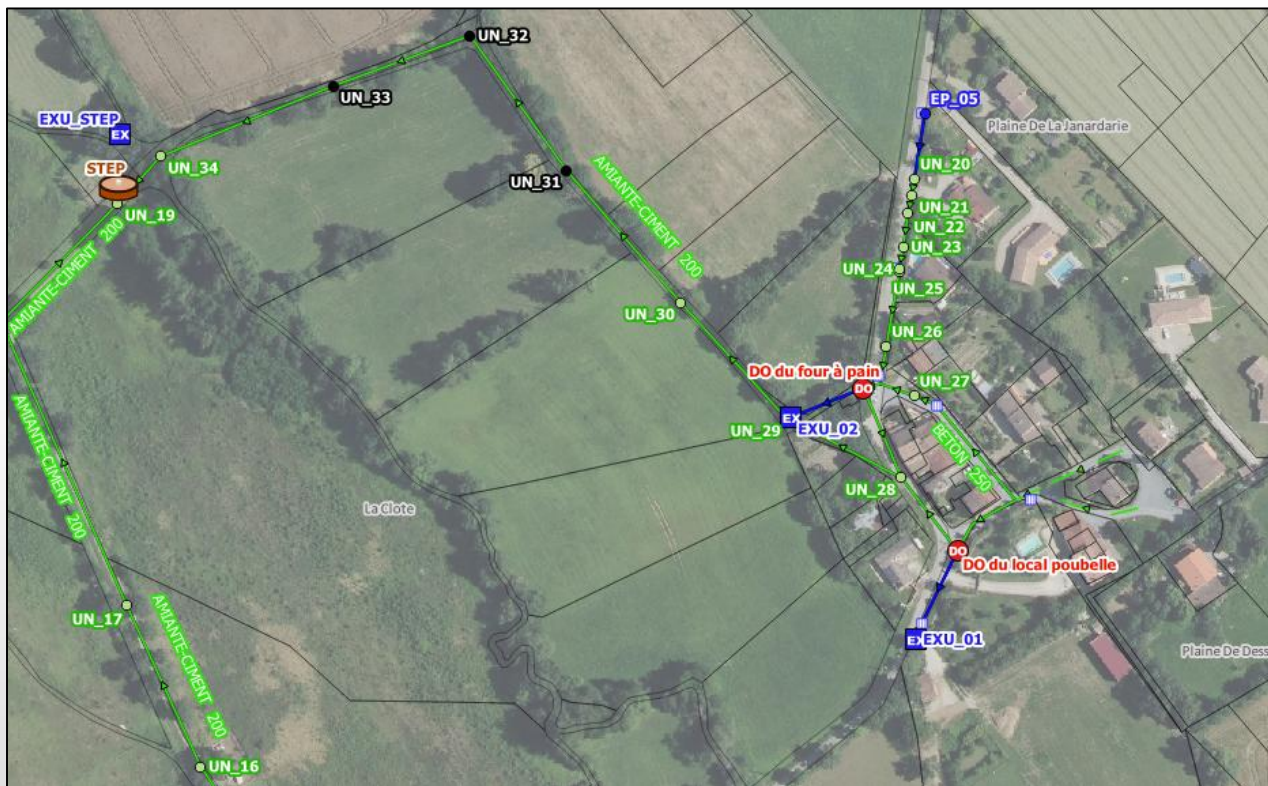 UN_32
UN_33
EP_05
EXU_STEP
EX
Plaine De La Janardarie
UN_34
STEP
UN_31
UN_20
UN_19
UN_21
AMIANTE-CIMENT 200
UN_22
AMIANTE-CIMENT 200
UN_23
UN_24
UN_25
UN_30
UN_26
DO du four à pain
DO
UN_27
AMIANTE-CIMENT 200
EX
EXU_02
UN_29
BETON 250
UN_28
La Clote
DO
DO du local poubelle
UN_17
AMIANTE-CIMENT 200
EX
EXU_01
Plaine De Dess
UN_16